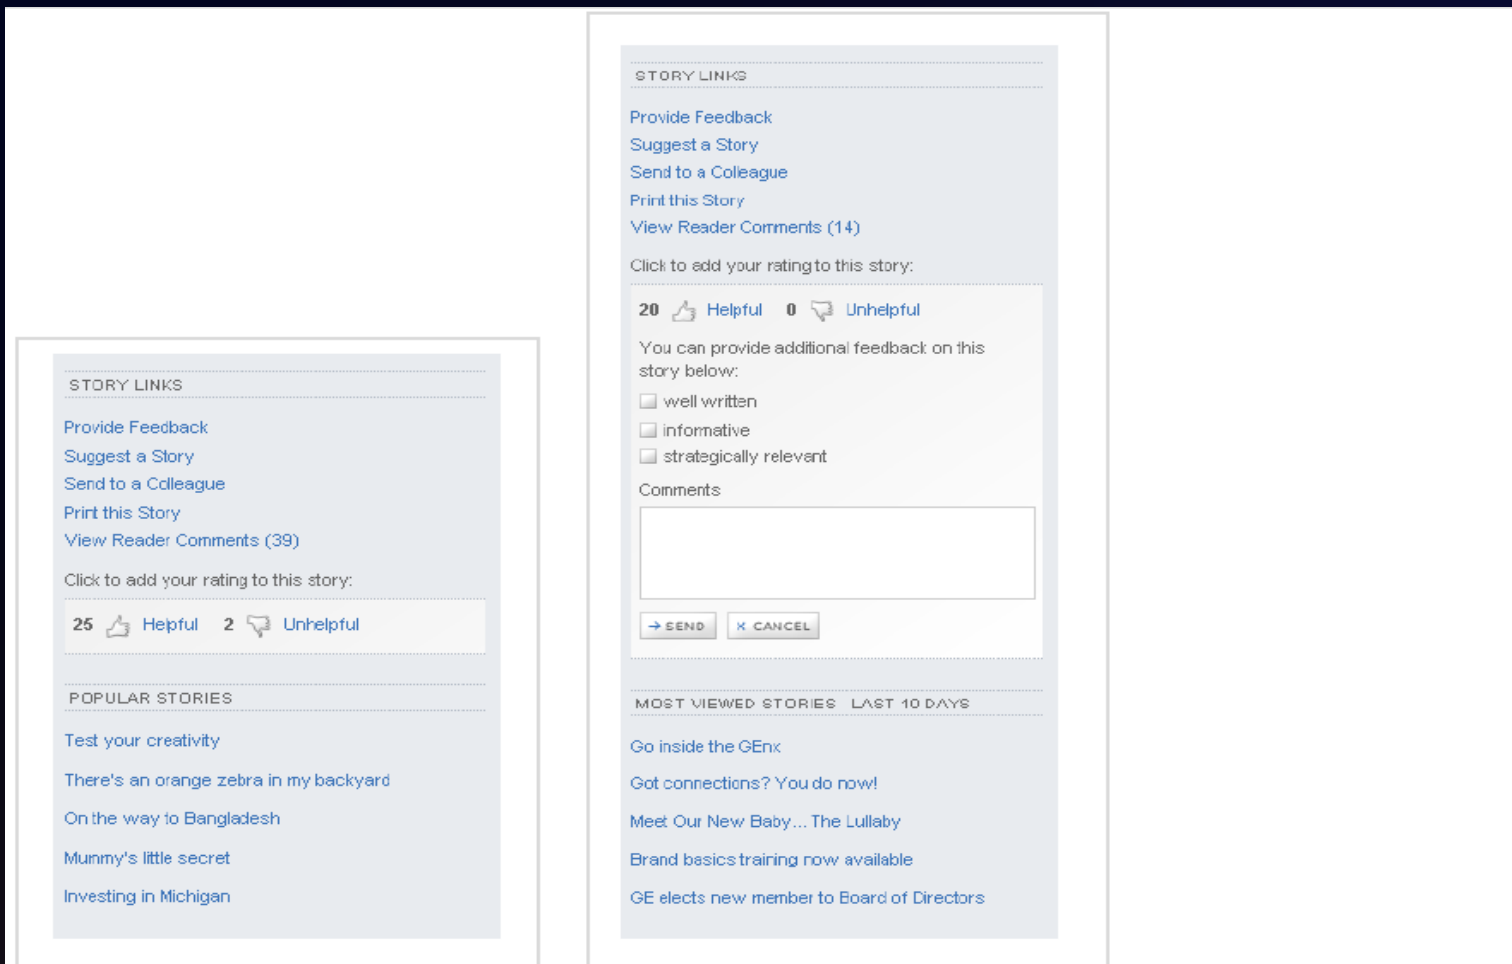 STORY LINKS
Provide Feedback
Suggest a Story
Send to a Colleague
Print this Story
View Reader Comments (39)
Click to add your rating to this story:
25 Helpful 2 Unhelpful
POPULAR STORIES
Test your creativity
There's an orange zebra in my backyard
On the way to Bangladesh
Mummy's little secret
Investing in Michigan
STORY LINKS
Provide Feedback
Suggest a Story
Send to a Colleague
Print this Story
View Reader Comments (14)
Click to add your rating to this story:
20 Helpful 0 Unhelpful
You can provide additional feedback on this
story below:
well written
informative
strategically relevant
Comments
SEND CANCEL
MOST VIEWED STORIES LAST 10 DAYS
Go inside the GEnx
Got connections? You do now!
Meet Our New Baby... The Lullaby
Brand basics training now available
GE elects new member to Board of Directors